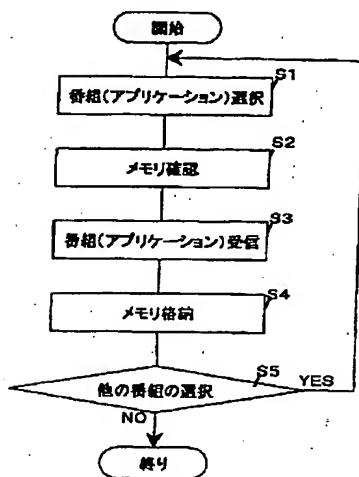 開始
S1
番組(アプリケーション)選択
S2
メモリ確認
S3
番組(アプリケーション)受信
S4
メモリ格納
S5
他の番組の選択
YES
NO
終り